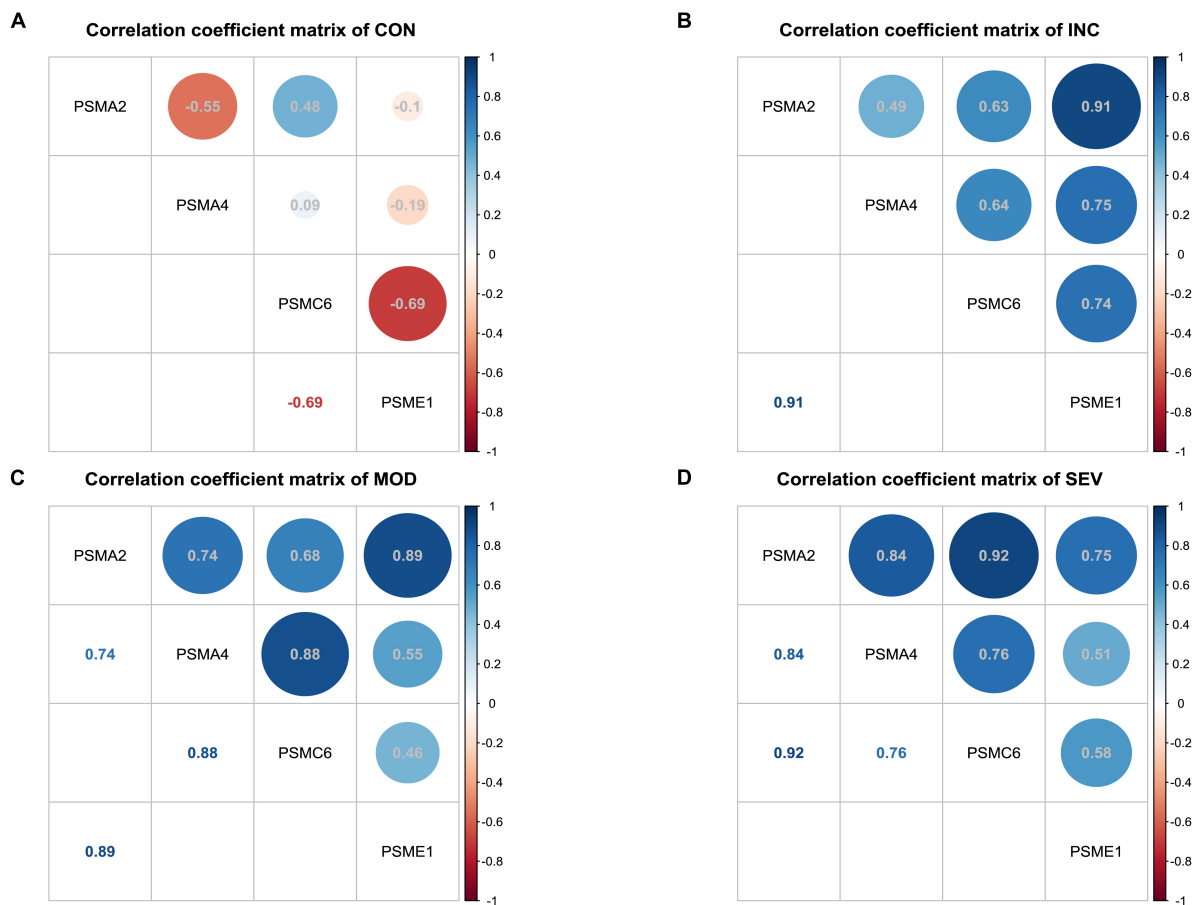 A
Correlation coefficient matrix of CON
PSMA2 -0.55 0.48 -0.1
PSMA4 0.09 -0.19
PSMC6 -0.69
-0.69 PSME1
1
0.8
0.6
0.4
0.2
0
-0.2
-0.4
-0.6
-0.8
-1
B
Correlation coefficient matrix of INC
PSMA2 0.49 0.63 0.91
PSMA4 0.64 0.75
PSMC6 0.74
0.91 PSME1
1
0.8
0.6
0.4
0.2
0
-0.2
-0.4
-0.6
-0.8
-1
C
Correlation coefficient matrix of MOD
PSMA2 0.74 0.68 0.89
0.74 PSMA4 0.88 0.55
0.88 PSMC6 0.46
0.89 PSME1
1
0.8
0.6
0.4
0.2
0
-0.2
-0.4
-0.6
-0.8
-1
D
Correlation coefficient matrix of SEV
PSMA2 0.84 0.92 0.75
0.84 PSMA4 0.76 0.51
0.92 0.76 PSMC6 0.58
PSME1
1
0.8
0.6
0.4
0.2
0
-0.2
-0.4
-0.6
-0.8
-1